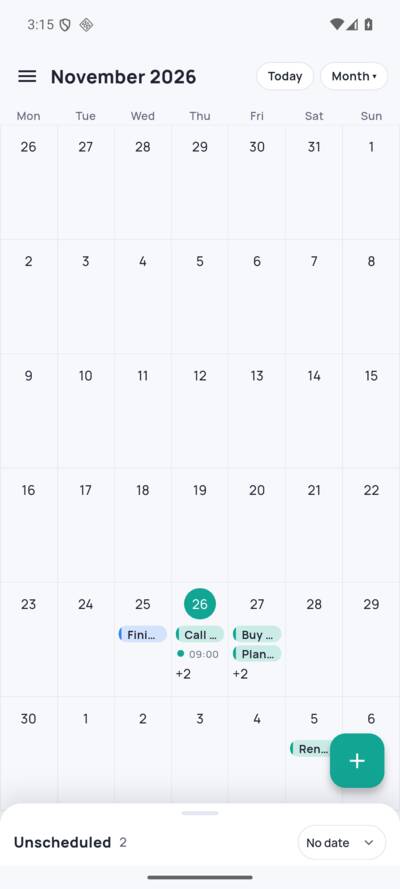 3:15
November 2026
Today
Month
Mon Tue Wed Thu Fri Sat Sun
26 27 28 29 30 31 1
2 3 4 5 6 7 8
9 10 11 12 13 14 15
16 17 18 19 20 21 22
23 24 25 26 27 28 29
Fini... Call ... Buy ...
09:00 Plan...
+2 +2
30 1 2 3 4 5 6
Ren...
+
Unscheduled 2
No date